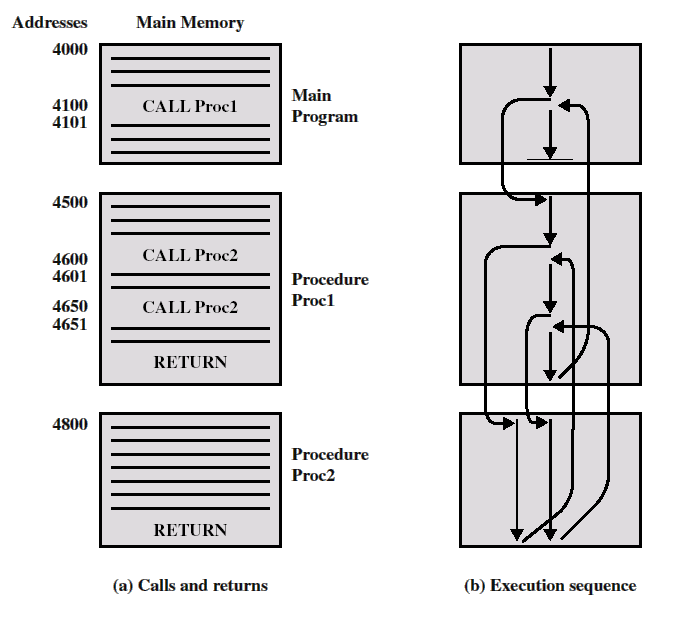 Addresses Main Memory
4000
4100 CALL Proc1
4101
Main
Program
4500
CALL Proc2
4600
4601
CALL Proc2
4650
4651
RETURN
Procedure
Proc1
4800
RETURN
Procedure
Proc2
(a) Calls and returns (b) Execution sequence